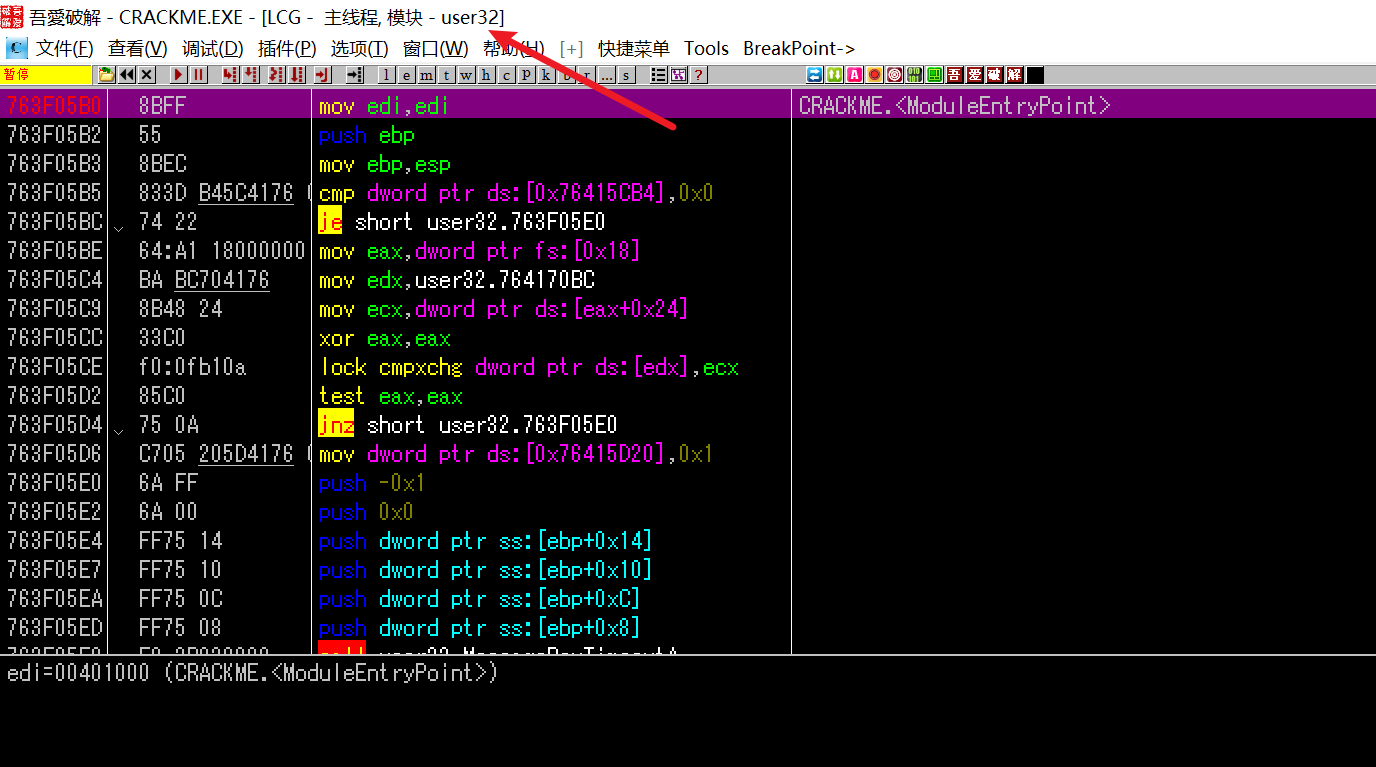 吾愛破解 - CRACKME.EXE - [LCG - 主线程, 模块 - user32]
文件(F) 查看(V) 调试(D) 插件(P) 选项(T) 窗口(W) 帮助(H) [+] 快捷菜单 Tools BreakPoint->
暂停 l e m t w h c p k b r ... s ? 吾 爱 破 解
763F05B0 8BFF mov edi,edi CRACKME.<ModuleEntryPoint>
763F05B2 55 push ebp
763F05B3 8BEC mov ebp,esp
763F05B5 833D B45C4176 cmp dword ptr ds:[0x76415CB4],0x0
763F05BC 74 22 je short user32.763F05E0
763F05BE 64:A1 18000000 mov eax,dword ptr fs:[0x18]
763F05C4 BA BC704176 mov edx,user32.764170BC
763F05C9 8B48 24 mov ecx,dword ptr ds:[eax+0x24]
763F05CC 33C0 xor eax,eax
763F05CE f0:0fb10a lock cmpxchg dword ptr ds:[edx],ecx
763F05D2 85C0 test eax,eax
763F05D4 75 0A jnz short user32.763F05E0
763F05D6 C705 205D4176 mov dword ptr ds:[0x76415D20],0x1
763F05E0 6A FF push -0x1
763F05E2 6A 00 push 0x0
763F05E4 FF75 14 push dword ptr ss:[ebp+0x14]
763F05E7 FF75 10 push dword ptr ss:[ebp+0x10]
763F05EA FF75 0C push dword ptr ss:[ebp+0xC]
763F05ED FF75 08 push dword ptr ss:[ebp+0x8]
edi=00401000 (CRACKME.<ModuleEntryPoint>)